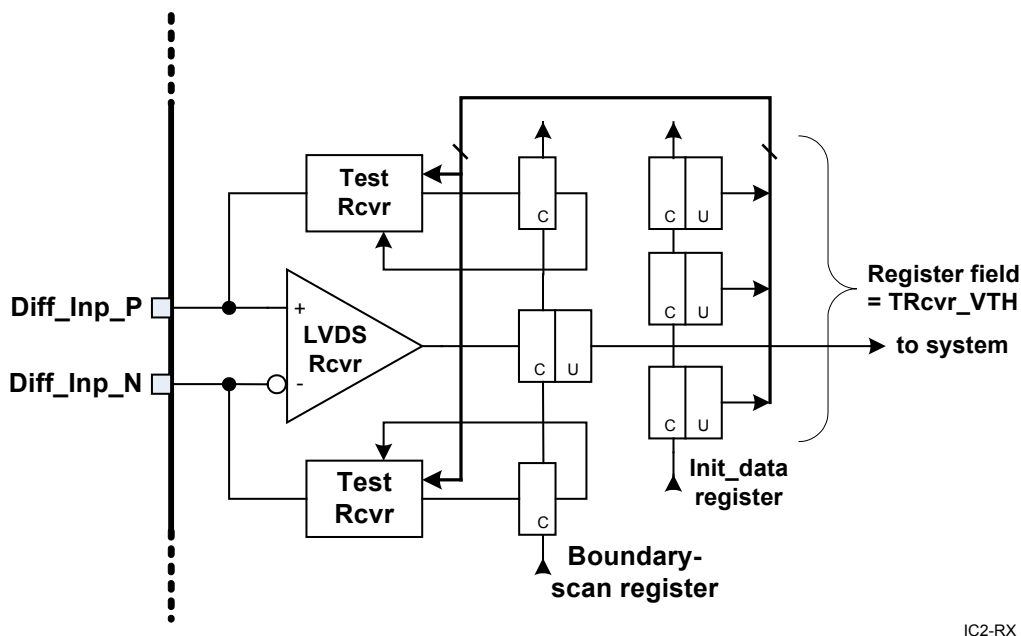 Test
Rcvr
C
C
U
Diff_Inp_P
+
LVDS
Rcvr
C
U
Register field
= TRcvr_VTH
to system
Diff_Inp_N
-
C
U
C
U
Test
Rcvr
C
Init_data
register
Boundary-
scan register
IC2-RX